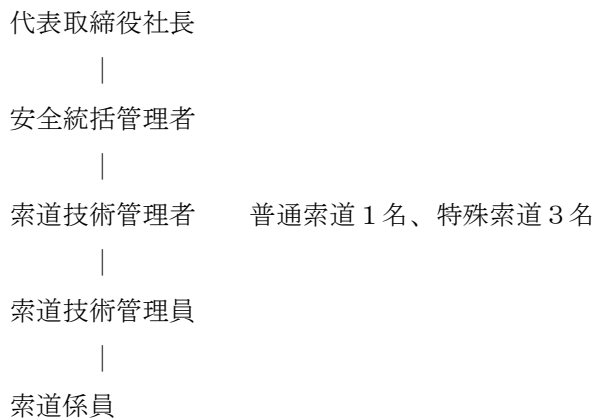 代表取締役社長
｜
安全統括管理者
｜
索道技術管理者　　普通索道１名、特殊索道３名
｜
索道技術管理員
｜
索道係員